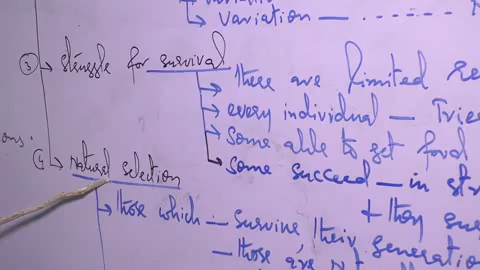 Variation
③ struggle for survival
there are limited
every individual — Tries
Some able to get food
④ Natural selection
Some succeed — in
+ they
those which — Survive their generation
— those are